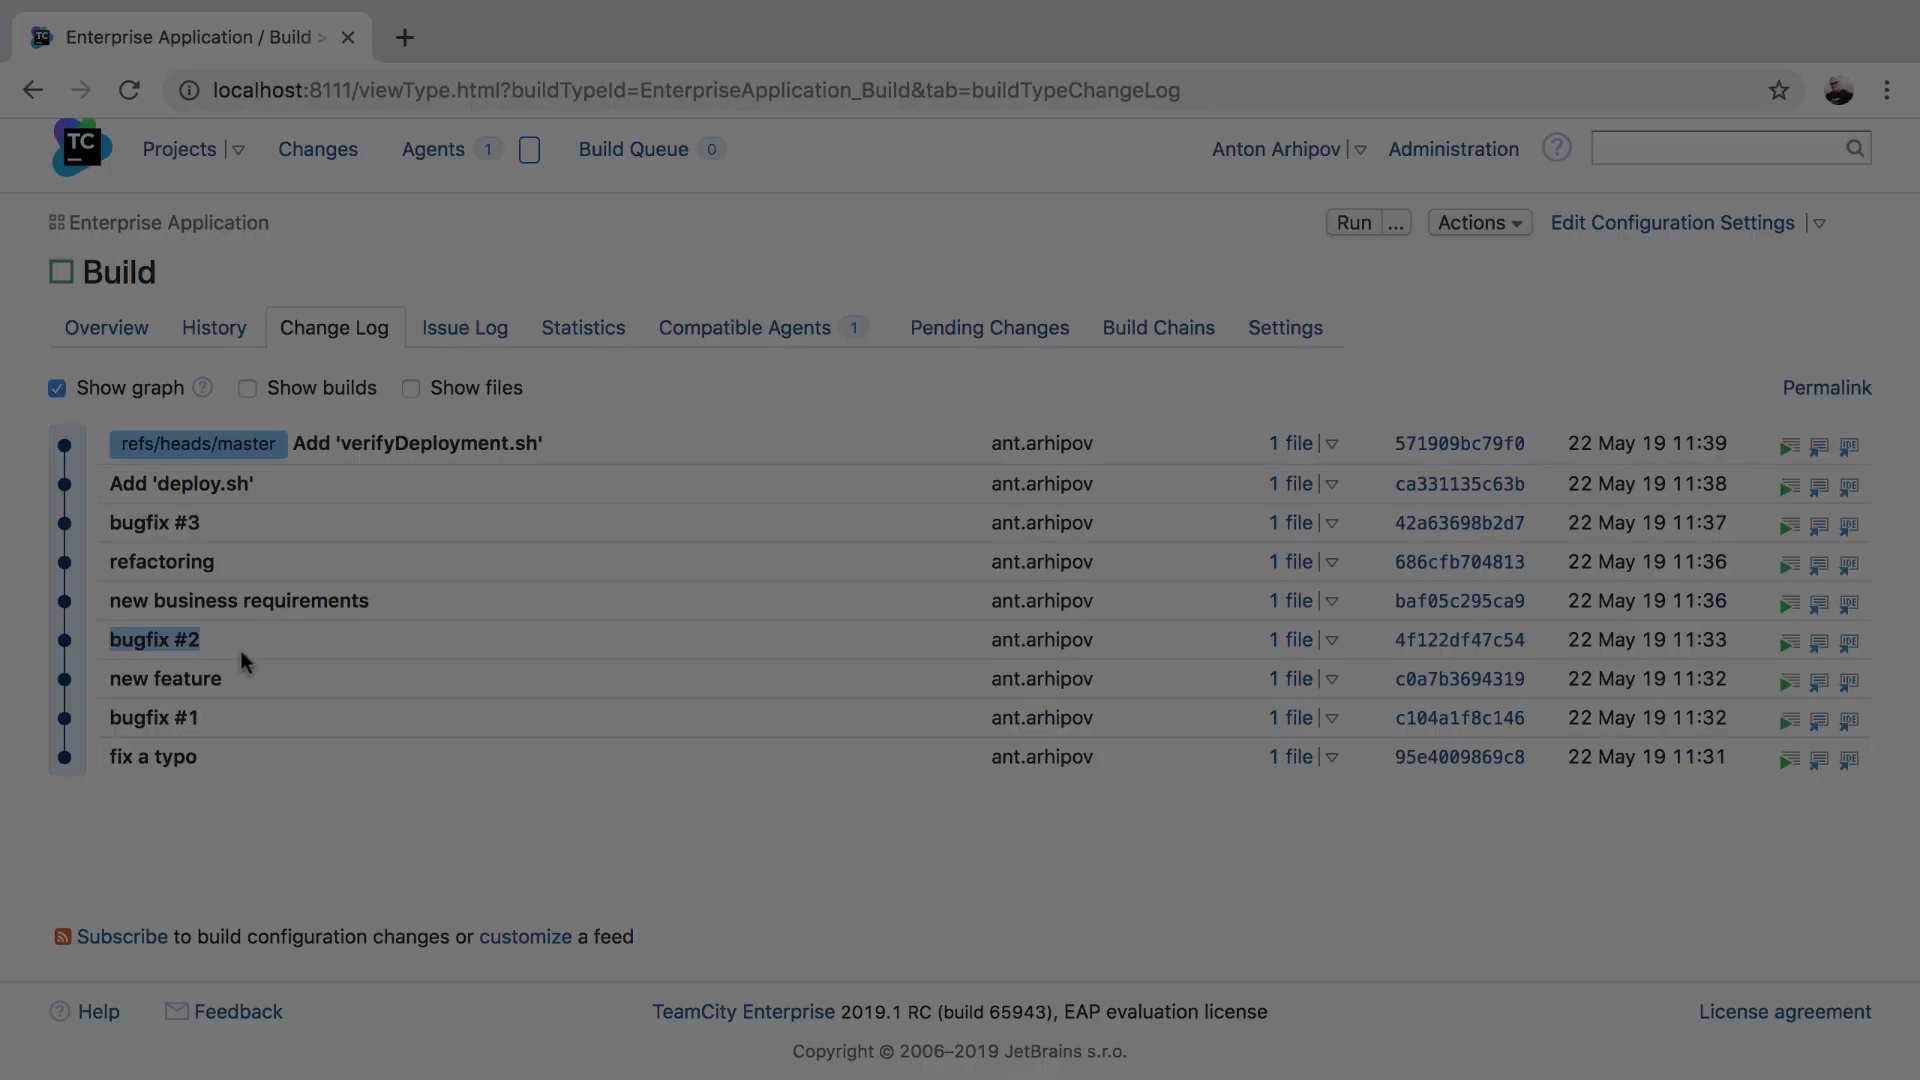 Enterprise Application / Build >
localhost:8111/viewType.html?buildTypeId=EnterpriseApplication_Build&tab=buildTypeChangeLog
TC
Projects Changes Agents 1 Build Queue 0 Anton Arhipov Administration ?
Enterprise Application Run ... Actions Edit Configuration Settings
Build
Overview History Change Log Issue Log Statistics Compatible Agents 1 Pending Changes Build Chains Settings
Show graph ? Show builds Show files Permalink
refs/heads/master Add 'verifyDeployment.sh' ant.arhipov 1 file 571909bc79f0 22 May 19 11:39 IDE
Add 'deploy.sh' ant.arhipov 1 file ca331135c63b 22 May 19 11:38 IDE
bugfix #3 ant.arhipov 1 file 42a63698b2d7 22 May 19 11:37 IDE
refactoring ant.arhipov 1 file 686cfb704813 22 May 19 11:36 IDE
new business requirements ant.arhipov 1 file baf05c295ca9 22 May 19 11:36 IDE
bugfix #2 ant.arhipov 1 file 4f122df47c54 22 May 19 11:33 IDE
new feature ant.arhipov 1 file c0a7b3694319 22 May 19 11:32 IDE
bugfix #1 ant.arhipov 1 file c104a1f8c146 22 May 19 11:32 IDE
fix a typo ant.arhipov 1 file 95e4009869c8 22 May 19 11:31 IDE
Subscribe to build configuration changes or customize a feed
? Help Feedback TeamCity Enterprise 2019.1 RC (build 65943), EAP evaluation license License agreement
Copyright © 2006–2019 JetBrains s.r.o.